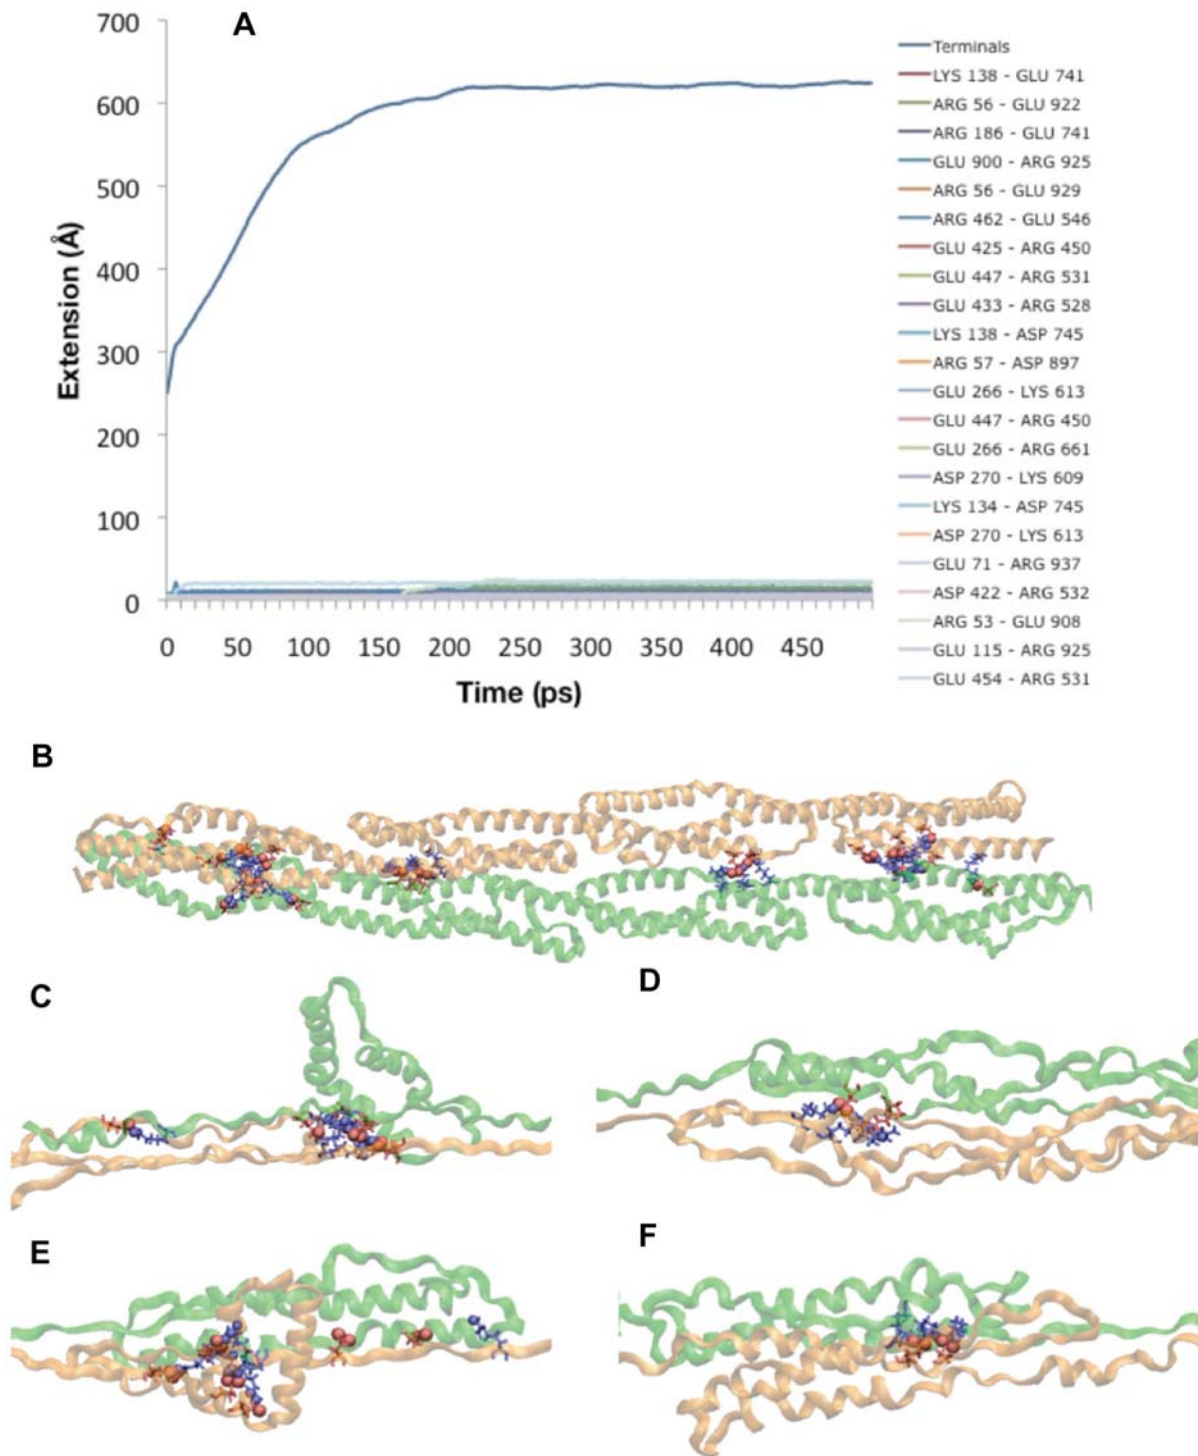 A
700
600
500
400
300
200
100
0
Extension (Å)
0 50 100 150 200 250 300 350 400 450
Time (ps)
Terminals
LYS 138 - GLU 741
ARG 56 - GLU 922
ARG 186 - GLU 741
GLU 900 - ARG 925
ARG 56 - GLU 929
ARG 462 - GLU 546
GLU 425 - ARG 450
GLU 447 - ARG 531
GLU 433 - ARG 528
LYS 138 - ASP 745
ARG 57 - ASP 897
GLU 266 - LYS 613
GLU 447 - ARG 450
GLU 266 - ARG 661
ASP 270 - LYS 609
LYS 134 - ASP 745
ASP 270 - LYS 613
GLU 71 - ARG 937
ASP 422 - ARG 532
ARG 53 - GLU 908
GLU 115 - ARG 925
GLU 454 - ARG 531
B
C
D
E
F